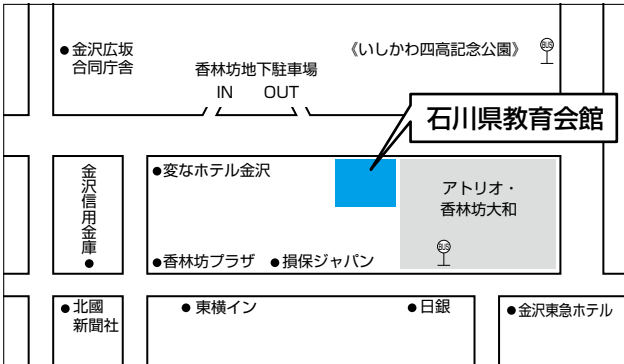 ●金沢広坂
合同庁舎
香林坊地下駐車場
IN OUT
《いしかわ四高記念公園》
BUS
石川県教育会館
金沢信用金庫●
●変なホテル金沢
アトリオ・
香林坊大和
BUS
●香林坊プラザ ●損保ジャパン
●北國
新聞社
●東横イン
●日銀
●金沢東急ホテル